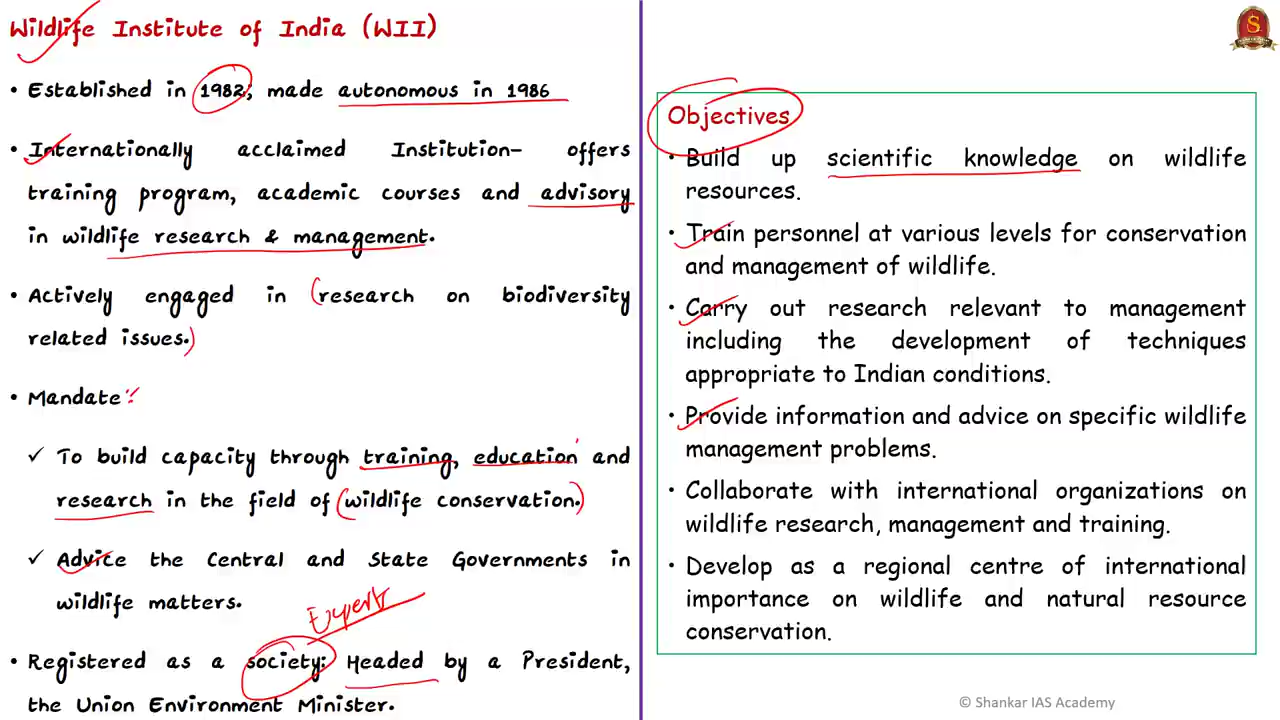 Wildlife Institute of India (WII)
• Established in 1982, made autonomous in 1986
• Internationally acclaimed Institution- offers
training program, academic courses and advisory
in wildlife research & management.
• Actively engaged in research on biodiversity
related issues.
• Mandate:
✓ To build capacity through training, education and
research in the field of wildlife conservation.
✓ Advice the Central and State Governments in
wildlife matters.
Expert
• Registered as a society: Headed by a President,
the Union Environment Minister.
Objectives
• Build up scientific knowledge on wildlife
resources.
• Train personnel at various levels for conservation
and management of wildlife.
• Carry out research relevant to management
including the development of techniques
appropriate to Indian conditions.
• Provide information and advice on specific wildlife
management problems.
• Collaborate with international organizations on
wildlife research, management and training.
• Develop as a regional centre of international
importance on wildlife and natural resource
conservation.
© Shankar IAS Academy